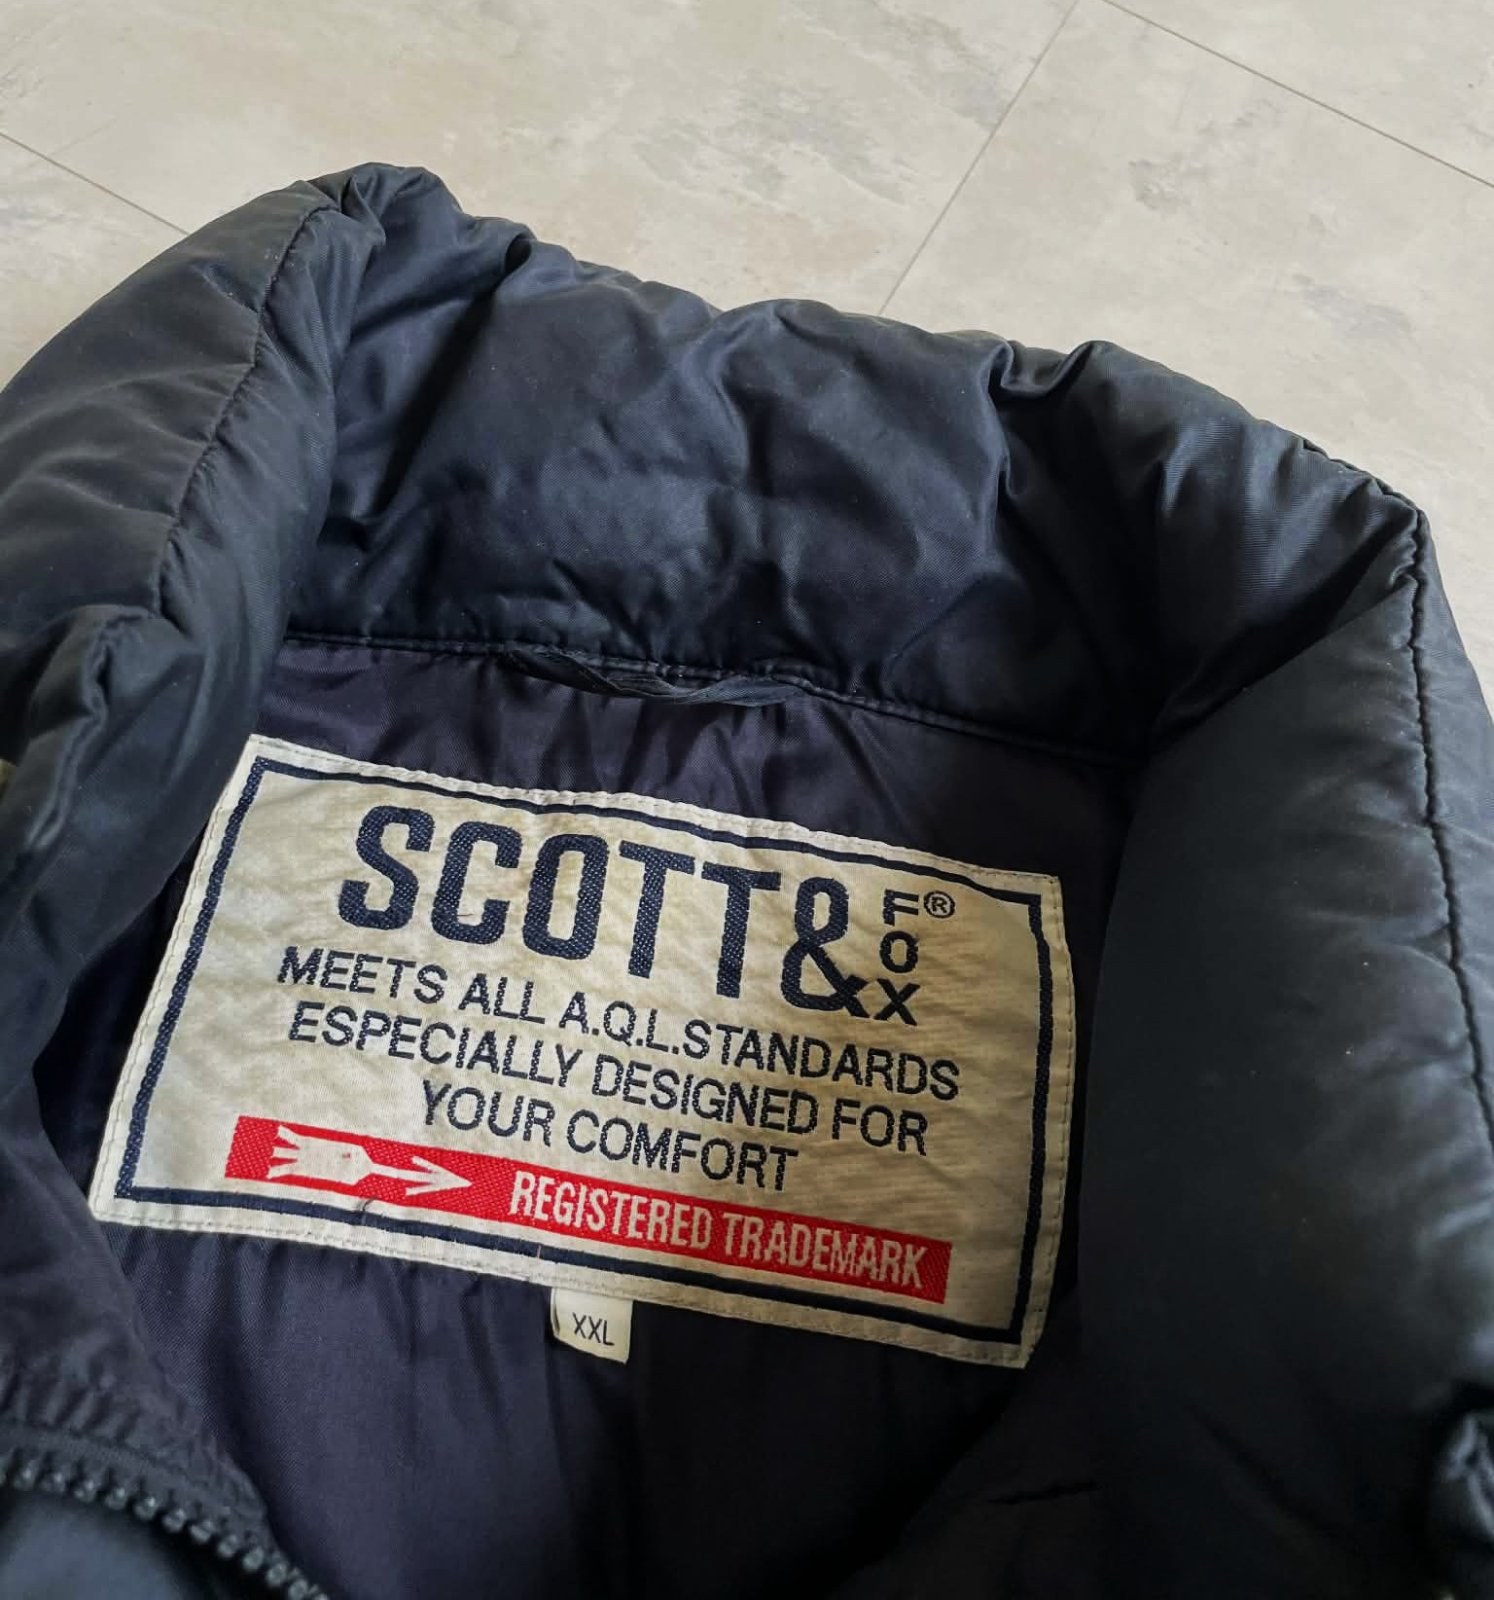 SCOTT& FOX®
MEETS ALL A.Q.L.STANDARDS
ESPECIALLY DESIGNED FOR
YOUR COMFORT
REGISTERED TRADEMARK
XXL